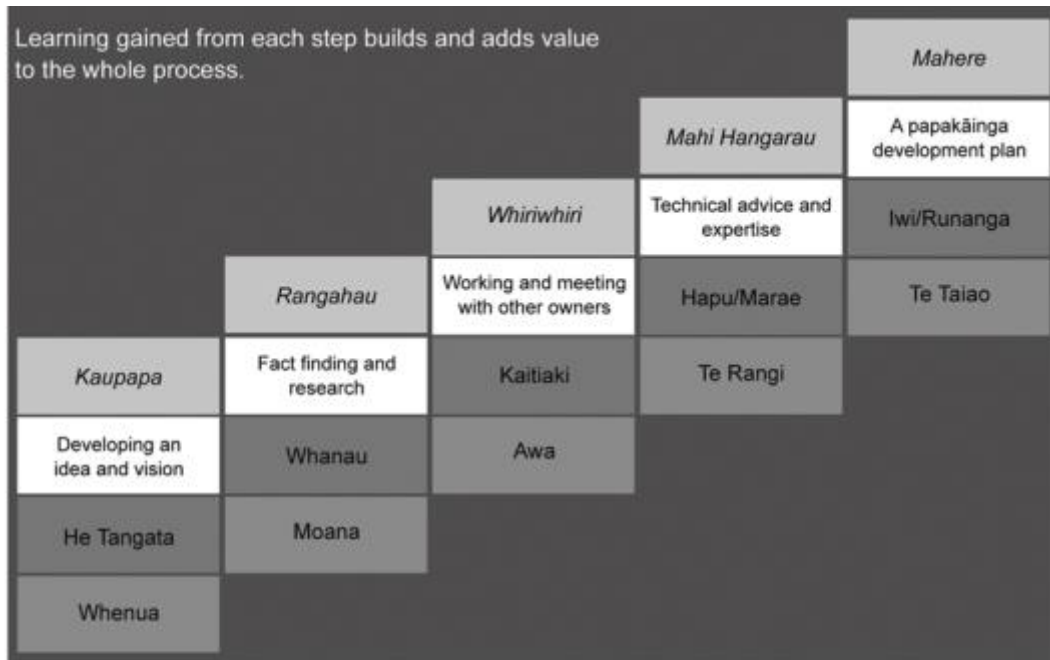 Learning gained from each step builds and adds value
to the whole process.
Kaupapa
Developing an
idea and vision
He Tangata
Whenua
Rangahau
Fact finding and
research
Whanau
Moana
Whiriwhiri
Working and meeting
with other owners
Kaitiaki
Awa
Mahi Hangarau
Technical advice and
expertise
Hapu/Marae
Te Rangi
Mahere
A papakāinga
development plan
Iwi/Runanga
Te Taiao